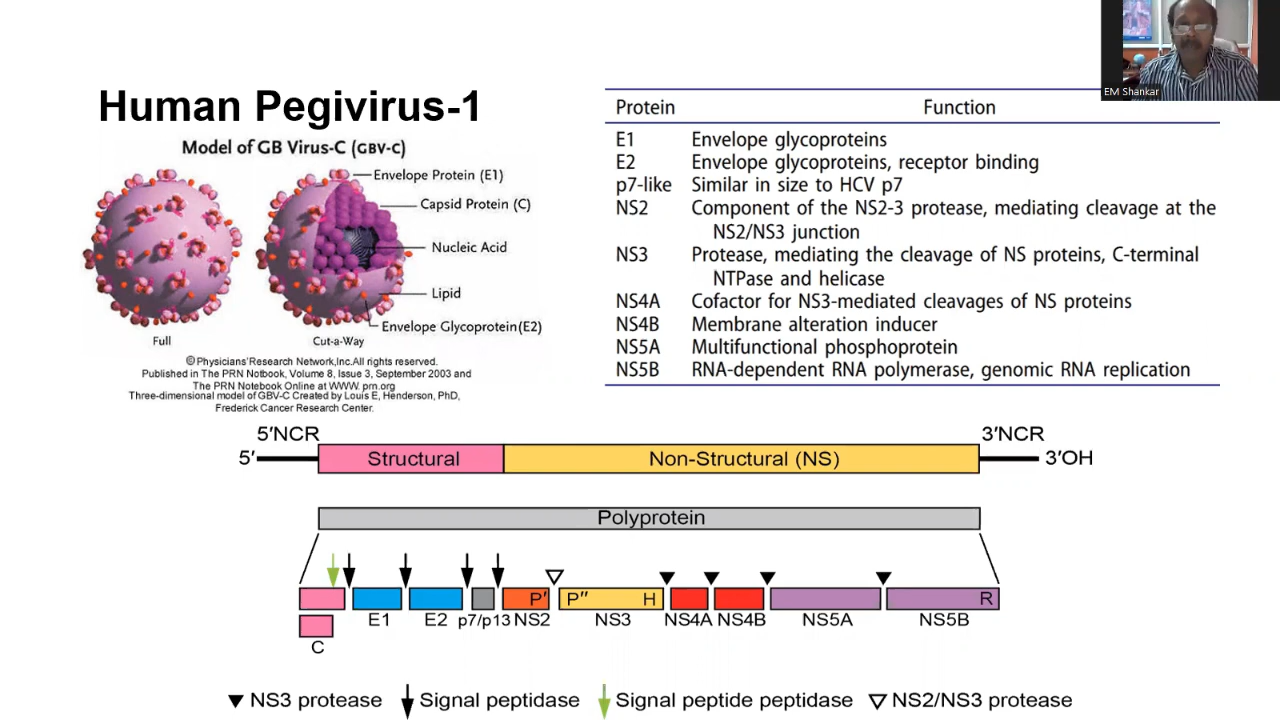 EM Shankar
Human Pegivirus-1
Model of GB Virus-C (GBV-C)
Envelope Protein (E1)
Capsid Protein (C)
Nucleic Acid
Lipid
Envelope Glycoprotein(E2)
Full
Cut-a-Way
©Physicians'Research Network,Inc.All rights reserved.
Published in The PRN Notbook, Volume 8, Issue 3, September 2003 and
The PRN Notebook Online at WWW. prn.org
Three-dimensional model of GBV-C Created by Louis E, Henderson, PhD,
Frederick Cancer Research Center.
Protein Function
E1 Envelope glycoproteins
E2 Envelope glycoproteins, receptor binding
p7-like Similar in size to HCV p7
NS2 Component of the NS2-3 protease, mediating cleavage at the
NS2/NS3 junction
NS3 Protease, mediating the cleavage of NS proteins, C-terminal
NTPase and helicase
NS4A Cofactor for NS3-mediated cleavages of NS proteins
NS4B Membrane alteration inducer
NS5A Multifunctional phosphoprotein
NS5B RNA-dependent RNA polymerase, genomic RNA replication
5′NCR 3′NCR
5′ Structural Non-Structural (NS) 3′OH
Polyprotein
P′ P″ H R
E1 E2 p7/p13 NS2 NS3 NS4A NS4B NS5A NS5B
C
NS3 protease Signal peptidase Signal peptide peptidase NS2/NS3 protease